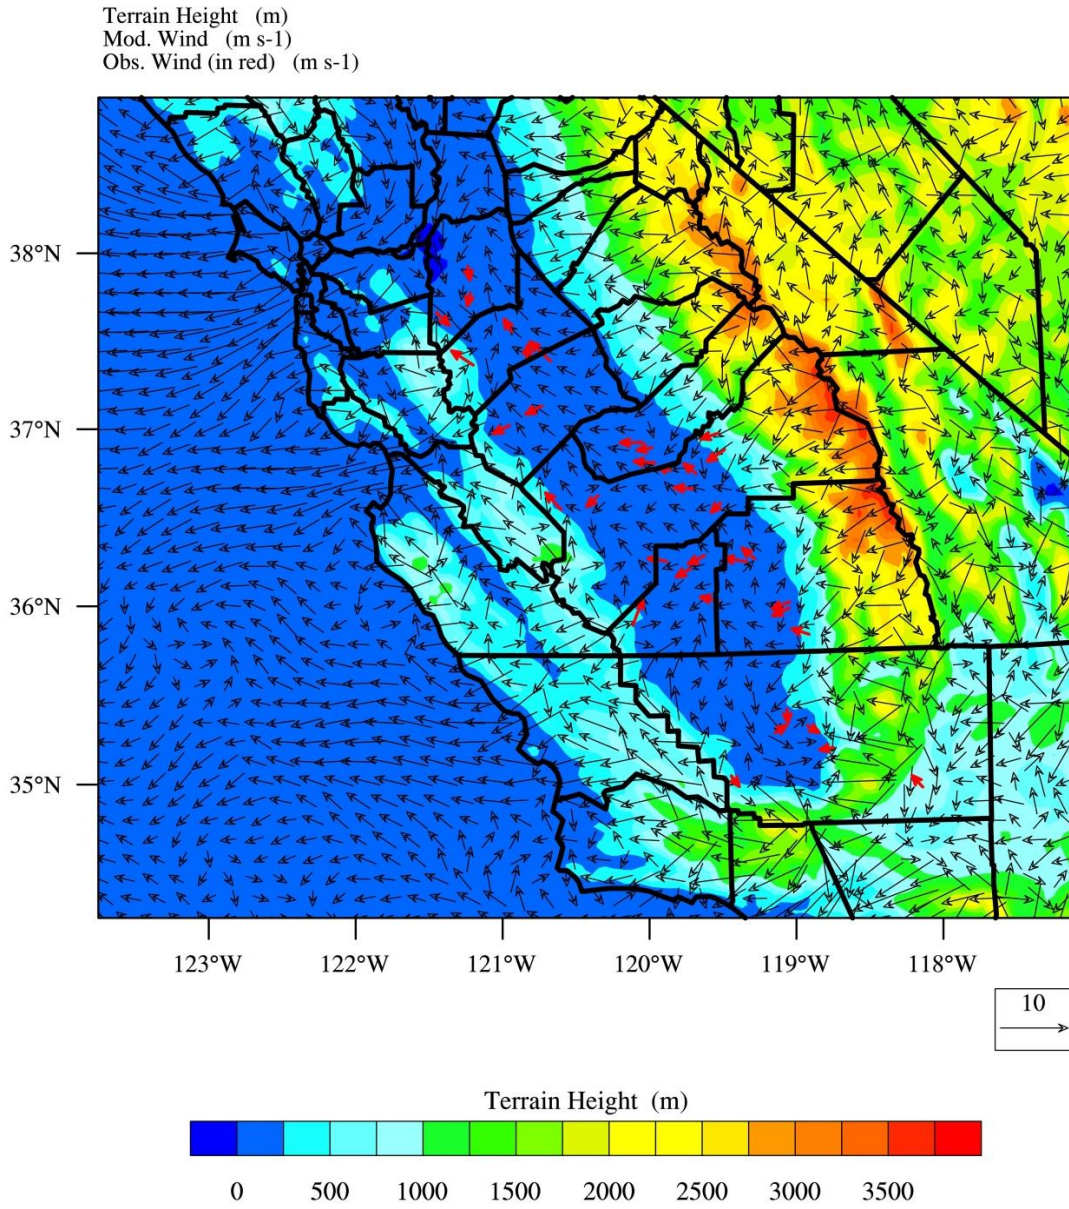 Terrain Height (m)
Mod. Wind (m s-1)
Obs. Wind (in red) (m s-1)
38°N
37°N
36°N
35°N
123°W 122°W 121°W 120°W 119°W 118°W
10
Terrain Height (m)
0 500 1000 1500 2000 2500 3000 3500